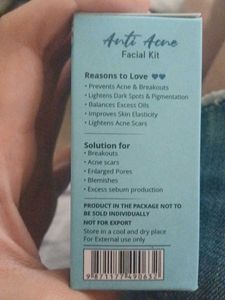 Anti Acne
Facial Kit
Reasons to Love
• Prevents Acne & Breakouts
• Lightens Dark Spots & Pigmentation
• Balances Excess Oils
• Improves Skin Elasticity
• Lightens Acne Scars
Solution for
• Breakouts
• Acne scars
• Enlarged Pores
• Blemishes
• Excess sebum production
PRODUCT IN THE PACKAGE NOT TO
BE SOLD INDIVIDUALLY
NOT FOR EXPORT
Store in a cool and dry place
For External use only